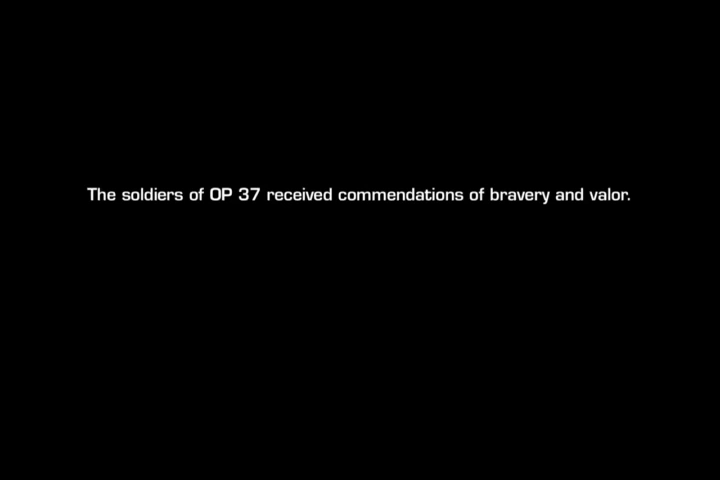 The soldiers of OP 37 received commendations of bravery and valor.